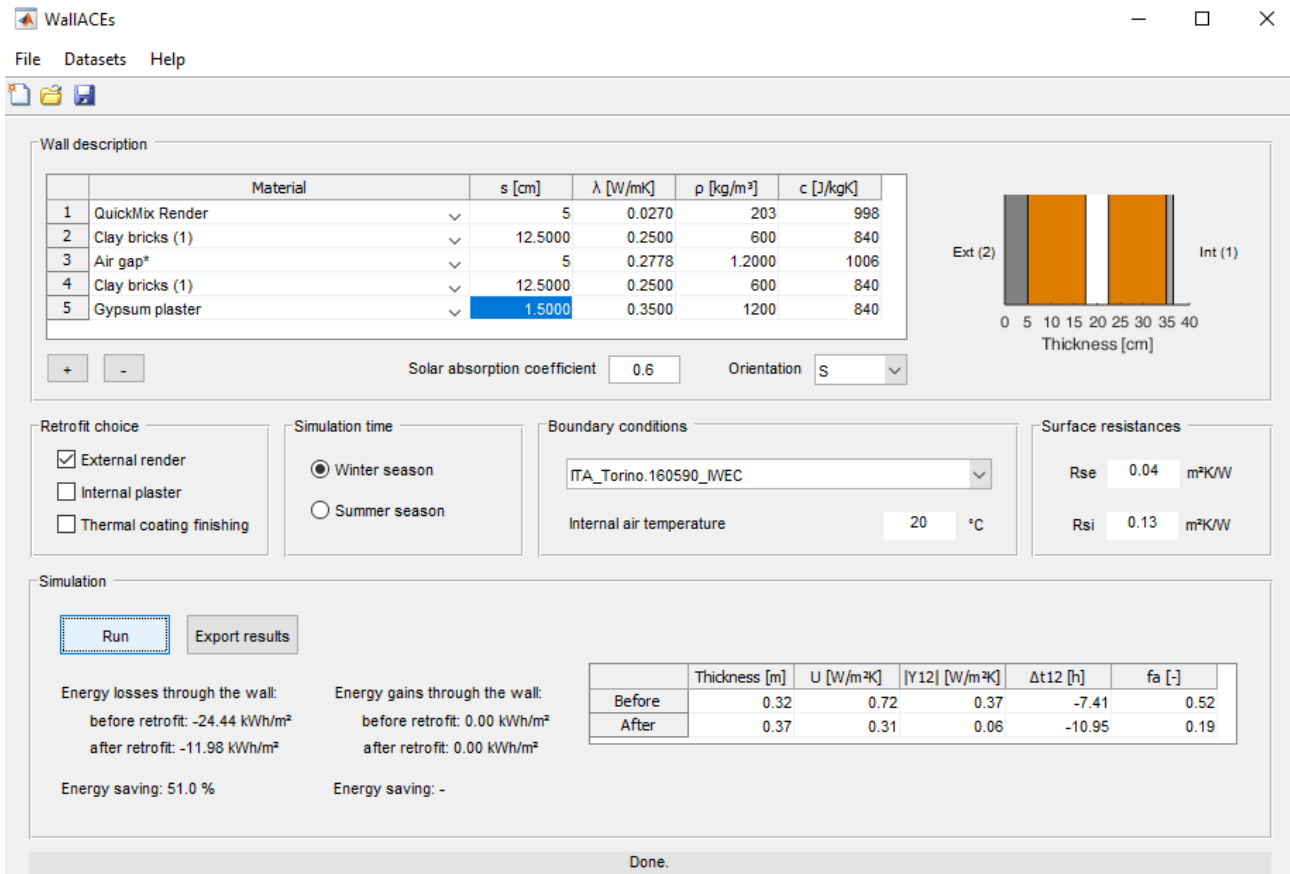 WallACEs
File Datasets Help
Wall description
Material s [cm] λ [W/mK] ρ [kg/m³] c [J/kgK]
1 QuickMix Render 5 0.0270 203 998
2 Clay bricks (1) 12.5000 0.2500 600 840
3 Air gap* 5 0.2778 1.2000 1006
4 Clay bricks (1) 12.5000 0.2500 600 840
5 Gypsum plaster 1.5000 0.3500 1200 840
Ext (2) Int (1)
0 5 10 15 20 25 30 35 40
Thickness [cm]
+ - Solar absorption coefficient 0.6 Orientation S
Retrofit choice
External render
Internal plaster
Thermal coating finishing
Simulation time
Winter season
Summer season
Boundary conditions
ITA_Torino.160590_IWEC
Internal air temperature 20 °C
Surface resistances
Rse 0.04 m²K/W
Rsi 0.13 m²K/W
Simulation
Run Export results
Energy losses through the wall:
before retrofit: -24.44 kWh/m²
after retrofit: -11.98 kWh/m²
Energy saving: 51.0 %
Energy gains through the wall:
before retrofit: 0.00 kWh/m²
after retrofit: 0.00 kWh/m²
Energy saving: -
Thickness [m] U [W/m²K] |Y12| [W/m²K] Δt12 [h] fa [-]
Before 0.32 0.72 0.37 -7.41 0.52
After 0.37 0.31 0.06 -10.95 0.19
Done.